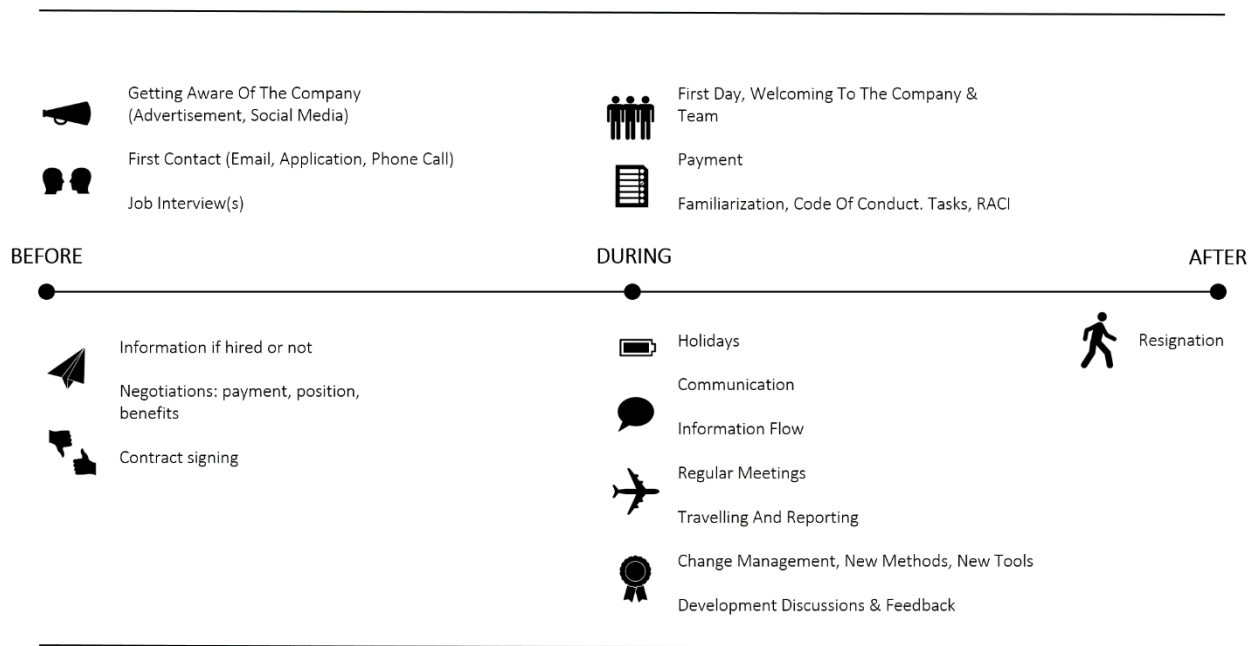 Getting Aware Of The Company
(Advertisement, Social Media)
First Contact (Email, Application, Phone Call)
Job Interview(s)
First Day, Welcoming To The Company &
Team
Payment
Familiarization, Code Of Conduct. Tasks, RACI
BEFORE
DURING
AFTER
Information if hired or not
Negotiations: payment, position,
benefits
Contract signing
Holidays
Communication
Information Flow
Regular Meetings
Travelling And Reporting
Change Management, New Methods, New Tools
Development Discussions & Feedback
Resignation